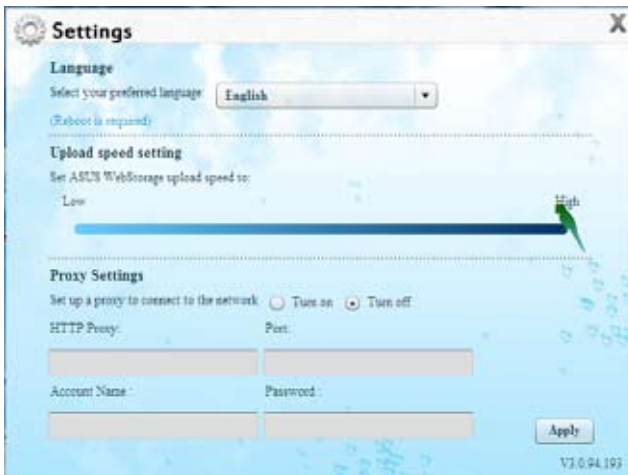 Settings
X
Language
Select your preferred language: English
(Reboot is required)
Upload speed setting
Set ASUS WebStorage upload speed to:
Low High
Proxy Settings
Set up a proxy to connect to the network Turn on Turn off
HTTP Proxy: Port:
Account Name : Password :
Apply
V3.0.94.193